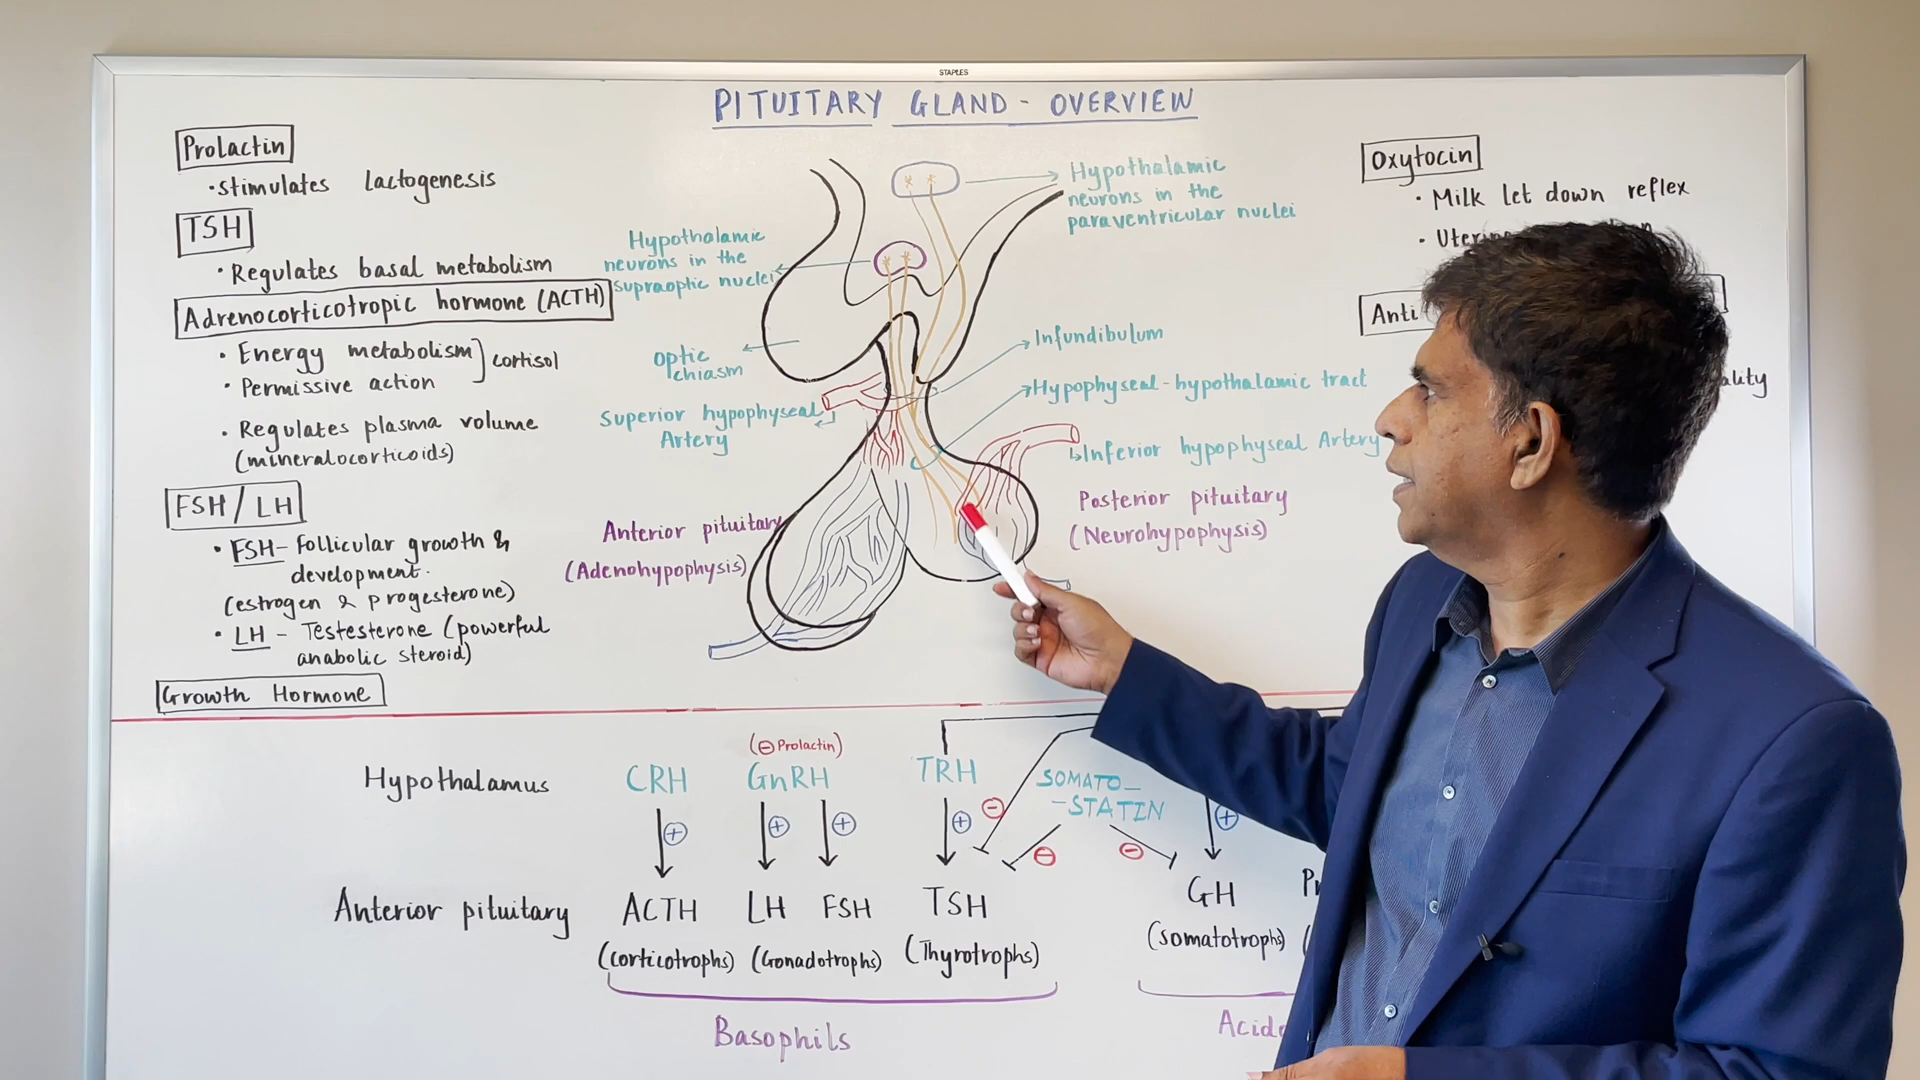 STAPLES
PITUITARY GLAND - OVERVIEW
Prolactin
• stimulates lactogenesis
TSH
• Regulates basal metabolism
Adrenocorticotropic hormone (ACTH)
• Energy metabolism
• Permissive action
cortisol
• Regulates plasma volume
(mineralocorticoids)
FSH / LH
• FSH - Follicular growth &
development.
(estrogen & progesterone)
• LH - Testesterone (powerful
anabolic steroid)
Growth Hormone
Hypothalamic
neurons in the
supraoptic nuclei
optic
chiasm
Superior hypophyseal
Artery
Anterior pituitary
(Adenohypophysis)
Hypothalamic
neurons in the
paraventricular nuclei
Infundibulum
Hypophyseal-hypothalamic tract
Inferior hypophyseal Artery
Posterior pituitary
(Neurohypophysis)
Oxytocin
• Milk let down reflex
• Uter
Anti
ality
Hypothalamus
(⊖ Prolactin)
CRH GnRH TRH SOMATO-
-STATIN
⊕ ⊕ ⊕ ⊕ ⊖ ⊖ ⊖ ⊕
Anterior pituitary
ACTH LH FSH TSH GH Pr
(corticotrophs) (Gonadotrophs) (Thyrotrophs) (somatotrophs) (
Basophils
Acid